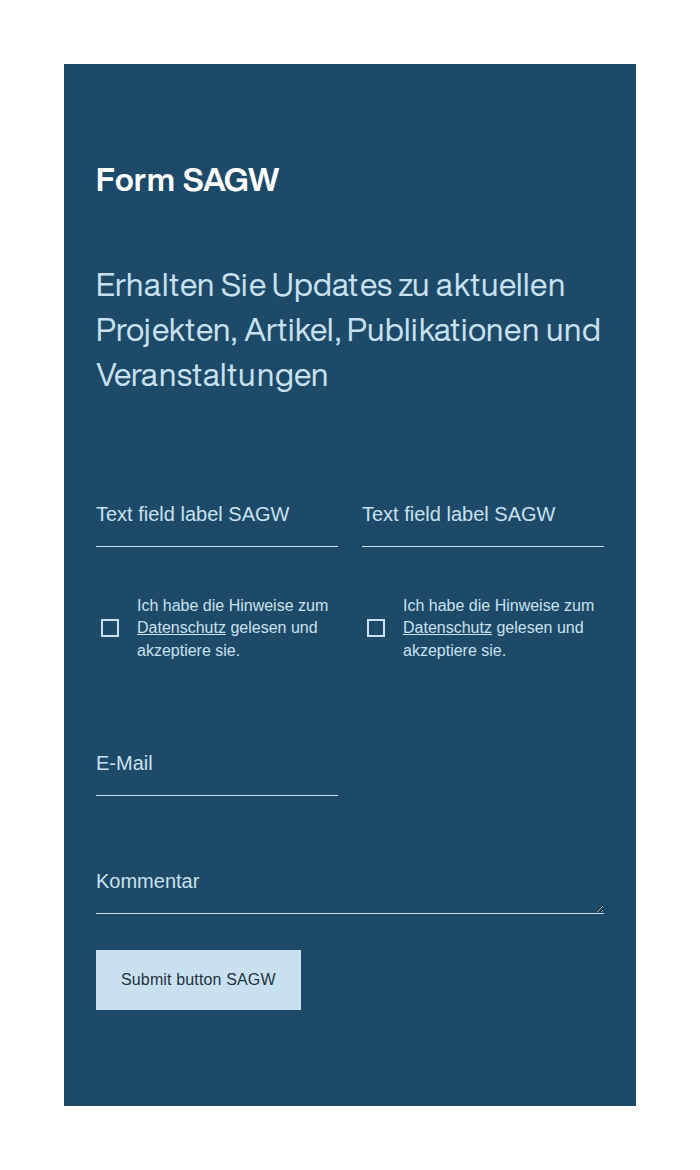 Form SAGW
Erhalten Sie Updates zu aktuellen
Projekten, Artikel, Publikationen und
Veranstaltungen
Text field label SAGW
Text field label SAGW
Ich habe die Hinweise zum
Datenschutz gelesen und
akzeptiere sie.
Ich habe die Hinweise zum
Datenschutz gelesen und
akzeptiere sie.
E-Mail
Kommentar
Submit button SAGW